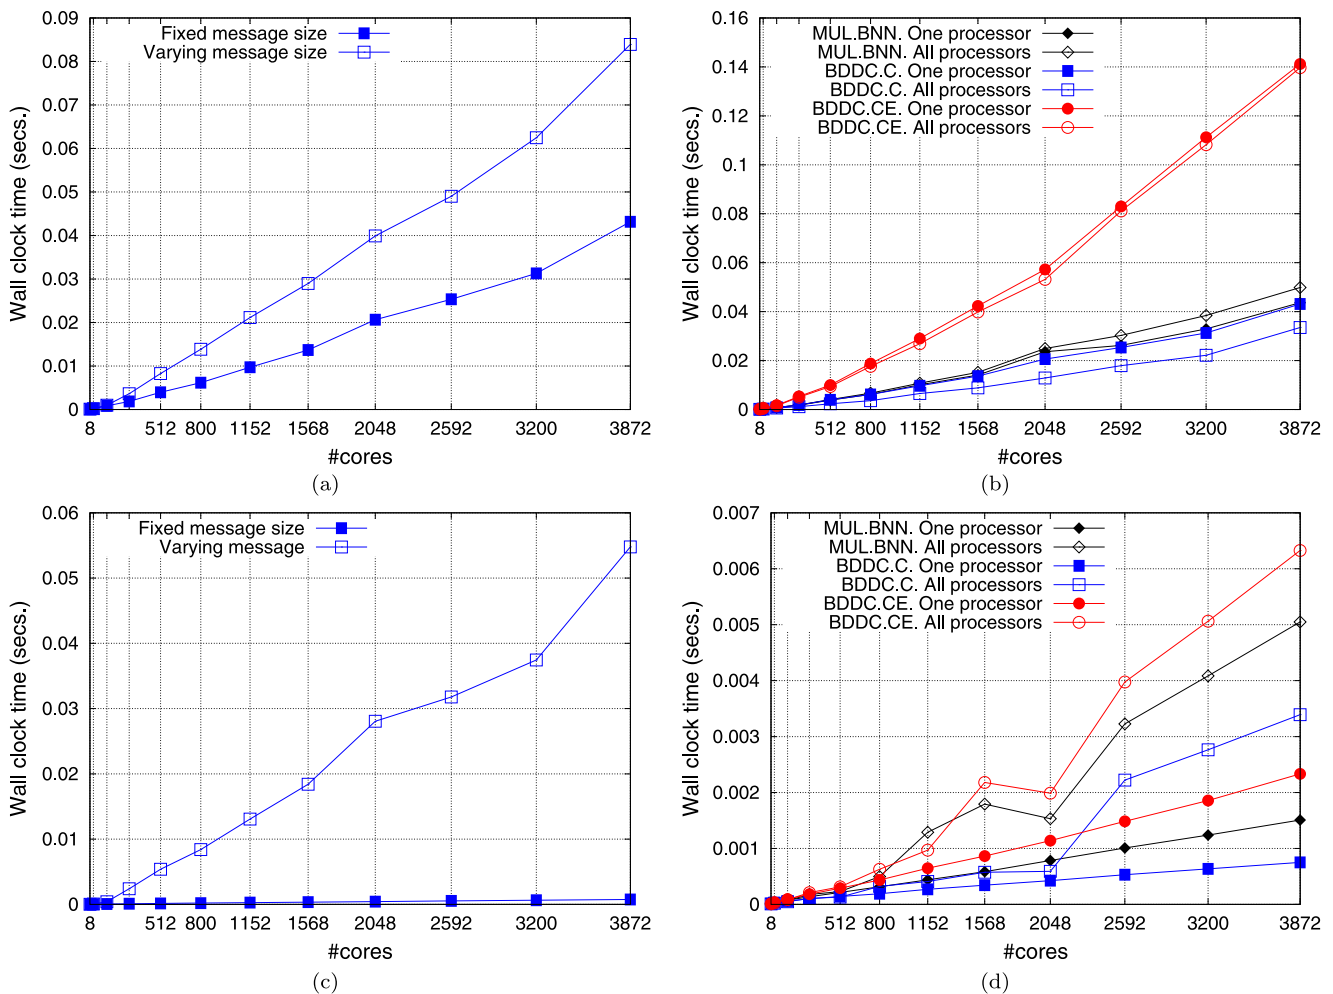 0.09
0.08
0.07
0.06
0.05
0.04
0.03
0.02
0.01
0
Wall clock time (secs.)
Fixed message size
Varying message size
8 512 800 1152 1568 2048 2592 3200 3872
#cores
(a)
0.16
0.14
0.12
0.1
0.08
0.06
0.04
0.02
0
Wall clock time (secs.)
MUL.BNN. One processor
MUL.BNN. All processors
BDDC.C. One processor
BDDC.C. All processors
BDDC.CE. One processor
BDDC.CE. All processors
8 512 800 1152 1568 2048 2592 3200 3872
#cores
(b)
0.06
0.05
0.04
0.03
0.02
0.01
0
Wall clock time (secs.)
Fixed message size
Varying message
8 512 800 1152 1568 2048 2592 3200 3872
#cores
(c)
0.007
0.006
0.005
0.004
0.003
0.002
0.001
0
Wall clock time (secs.)
MUL.BNN. One processor
MUL.BNN. All processors
BDDC.C. One processor
BDDC.C. All processors
BDDC.CE. One processor
BDDC.CE. All processors
8 512 800 1152 1568 2048 2592 3200 3872
#cores
(d)